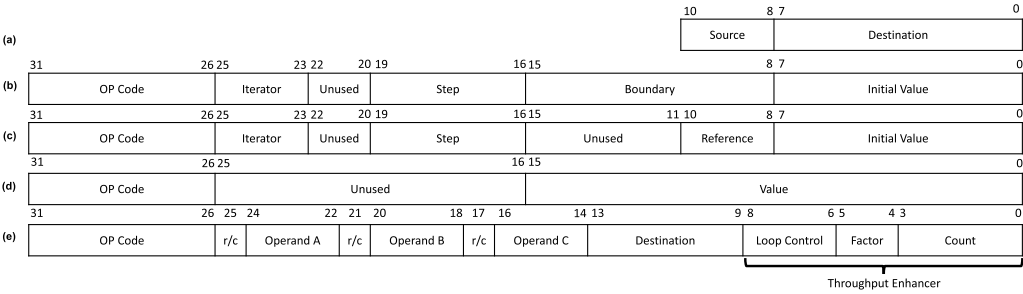 10 8 7 0
(a) Source Destination
31 26 25 23 22 20 19 16 15 8 7 0
(b) OP Code Iterator Unused Step Boundary Initial Value
31 26 25 23 22 20 19 16 15 11 10 8 7 0
(c) OP Code Iterator Unused Step Unused Reference Initial Value
31 26 25 16 15 0
(d) OP Code Unused Value
31 26 25 24 22 21 20 18 17 16 14 13 9 8 6 5 4 3 0
(e) OP Code r/c Operand A r/c Operand B r/c Operand C Destination Loop Control Factor Count
Throughput Enhancer